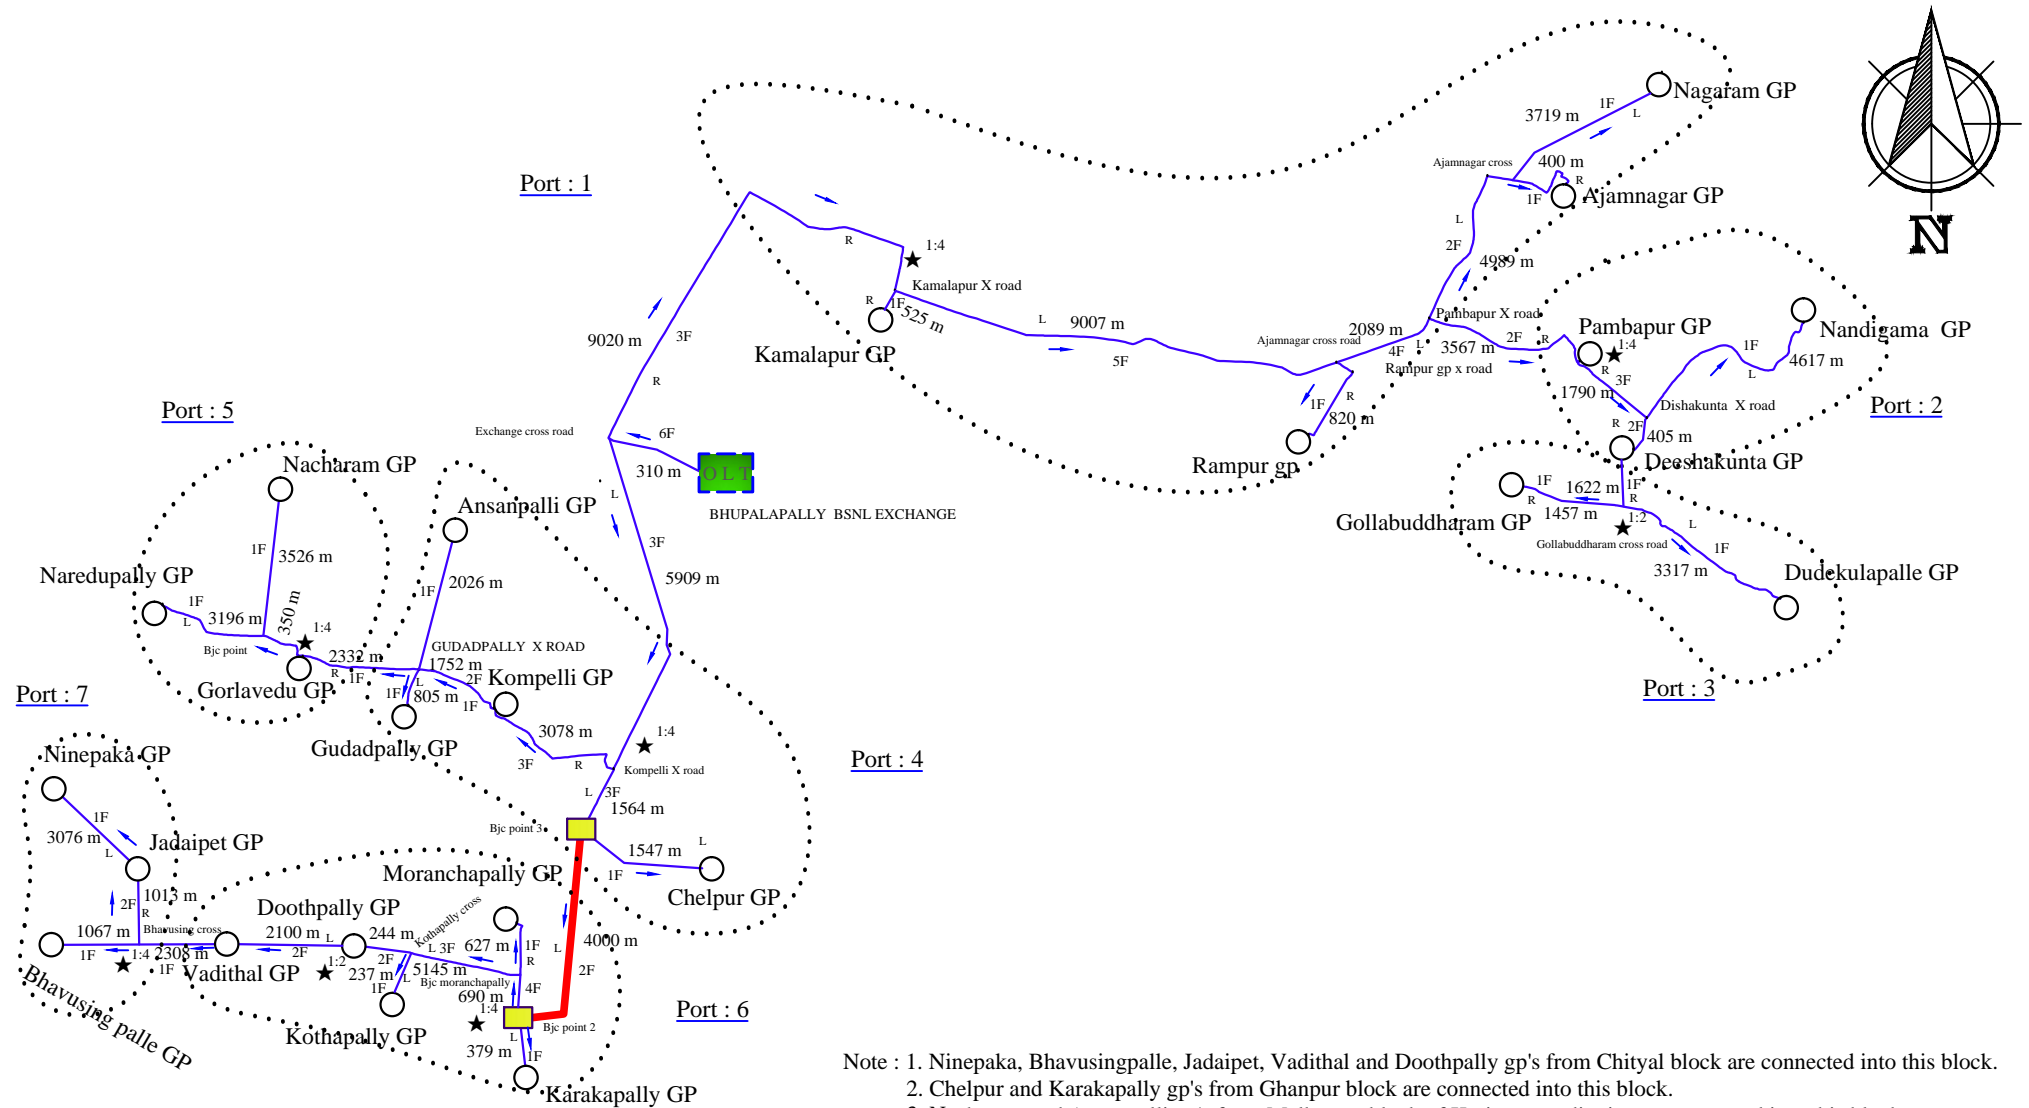 Port : 1
Nagaram GP
1F
L
3719 m
Ajamnagar cross
400 m
R
1F
Ajamnagar GP
N
R
1:4
Kamalapur X road
R
1F
525 m
Kamalapur GP
L
9007 m
5F
L
2F
4989 m
Pambapur X road
Ajamnagar cross road
2089 m
4F
L
Rampur gp x road
3567 m
2F
R
R
1F
820 m
Rampur gp
Pambapur GP
1:4
R
3F
1790 m
Nandigama GP
1F
L
4617 m
Dishakunta X road
Port : 2
R
2F
405 m
Deeshakunta GP
1F
1622 m
1F
R
R
1457 m
1:2
Gollabuddharam GP
Gollabuddharam cross road
L
1F
3317 m
Dudekulapalle GP
Port : 3
9020 m
3F
R
Exchange cross road
6F
310 m
OLT
BHUPALAPALLY BSNL EXCHANGE
L
3F
5909 m
Port : 5
Nacharam GP
1F
3526 m
Naredupally GP
1F
3196 m
L
350 m
1:4
Bjc point
Gorlavedu GP
2332 m
R
1F
Ansanpalli GP
1F
2026 m
GUDADPALLY X ROAD
1752 m
2F
1F
1F
L
805 m
Gudadpally GP
Kompelli GP
3078 m
3F
R
1:4
Kompelli X road
Port : 4
L
3F
1564 m
Bjc point 3
1547 m
L
1F
Chelpur GP
Port : 7
Ninepaka GP
1F
3076 m
L
Jadaipet GP
1013 m
2F
R
1067 m
Bhavusing cross
1F
1:4
2308 m
1F
Bhavusing palle GP
Vadithal GP
2100 m
L
2F
1:2
Doothpally GP
244 m
2F
237 m
L
1F
Kothapally GP
Kothapally cross
L
3F
5145 m
627 m
1F
R
Moranchapally GP
Bjc moranchapally
690 m
4F
1:4
L
4000 m
2F
Bjc point 2
L
379 m
1F
Karakapally GP
Port : 6
Note : 1. Ninepaka, Bhavusingpalle, Jadaipet, Vadithal and Doothpally gp's from Chityal block are connected into this block.
2. Chelpur and Karakapally gp's from Ghanpur block are connected into this block.